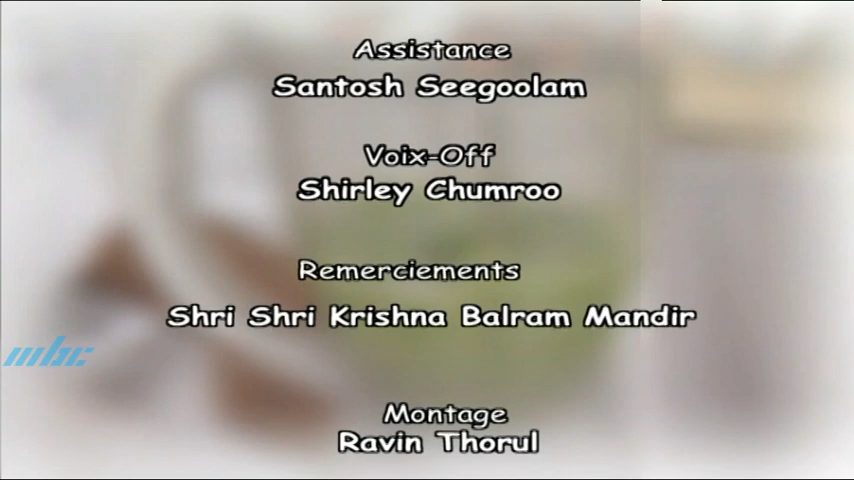 Assistance
Santosh Seegoolam
Voix-Off
Shirley Chumroo
Remerciements
Shri Shri Krishna Balram Mandir
mbc
Montage
Ravin Thorul